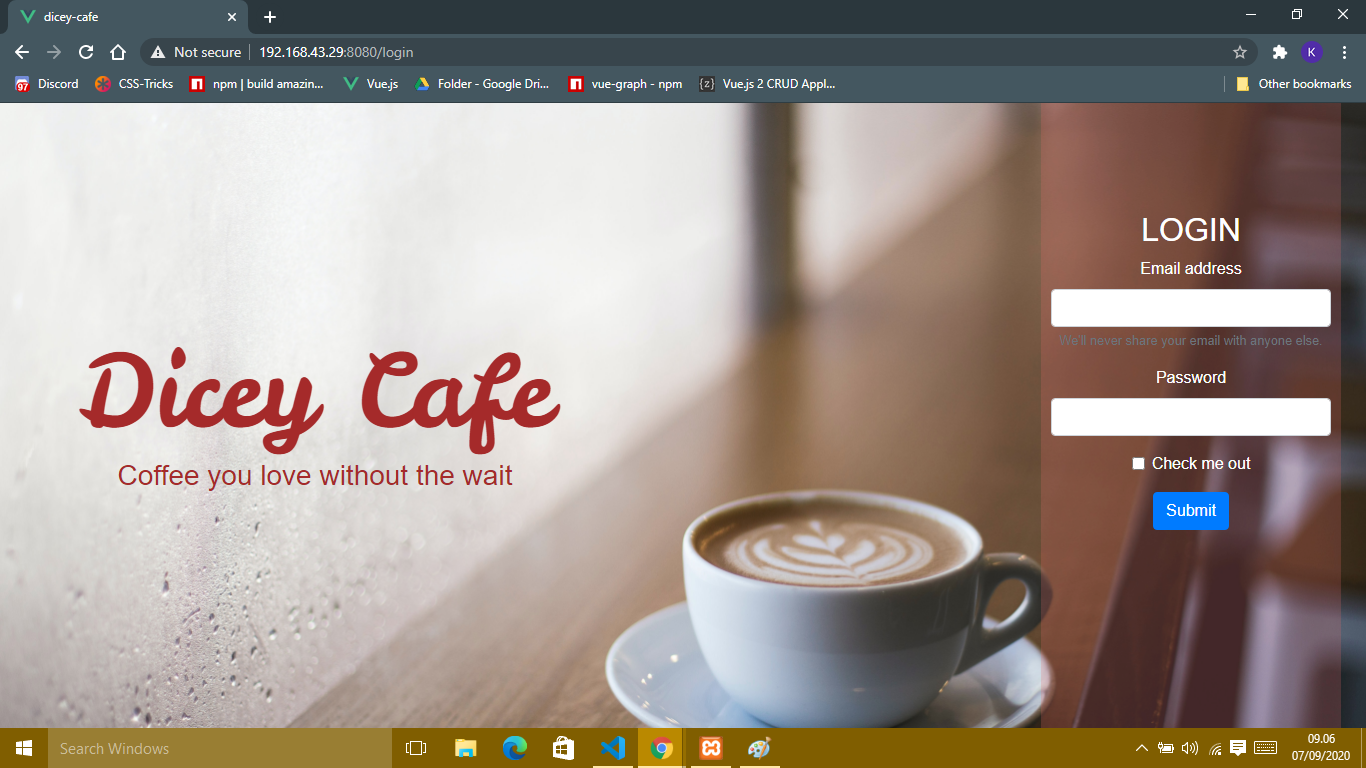 dicey-cafe
Not secure 192.168.43.29:8080/login
K
97 Discord CSS-Tricks npm | build amazin... Vue.js Folder - Google Dri... vue-graph - npm {z} Vue.js 2 CRUD Appl... Other bookmarks
LOGIN
Email address
We'll never share your email with anyone else.
Password
Check me out
Submit
Dicey Cafe
Coffee you love without the wait
Search Windows
09.06
07/09/2020